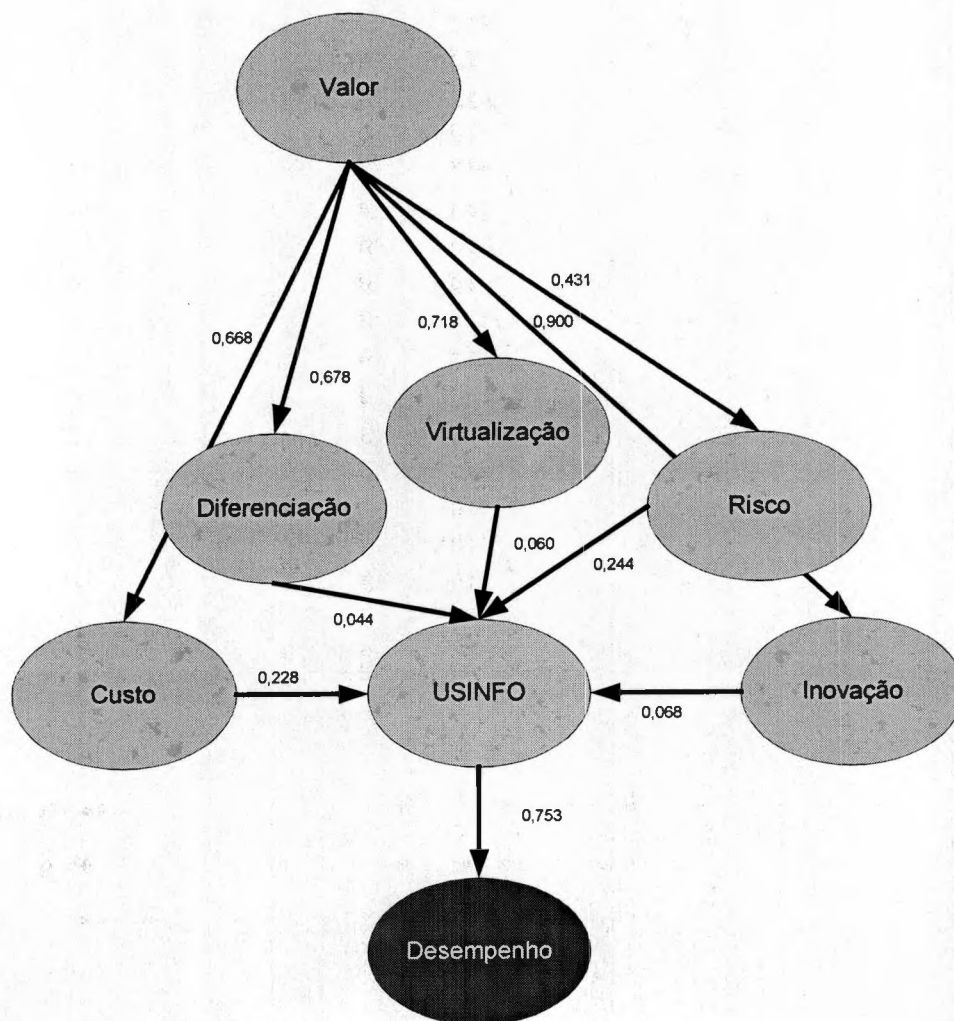 Valor
0,431
0,668
0,718
0,900
0,678
Virtualização
Diferenciação
Risco
0,060
0,244
0,044
Custo
0,228
USINFO
0,068
Inovação
0,753
Desempenho